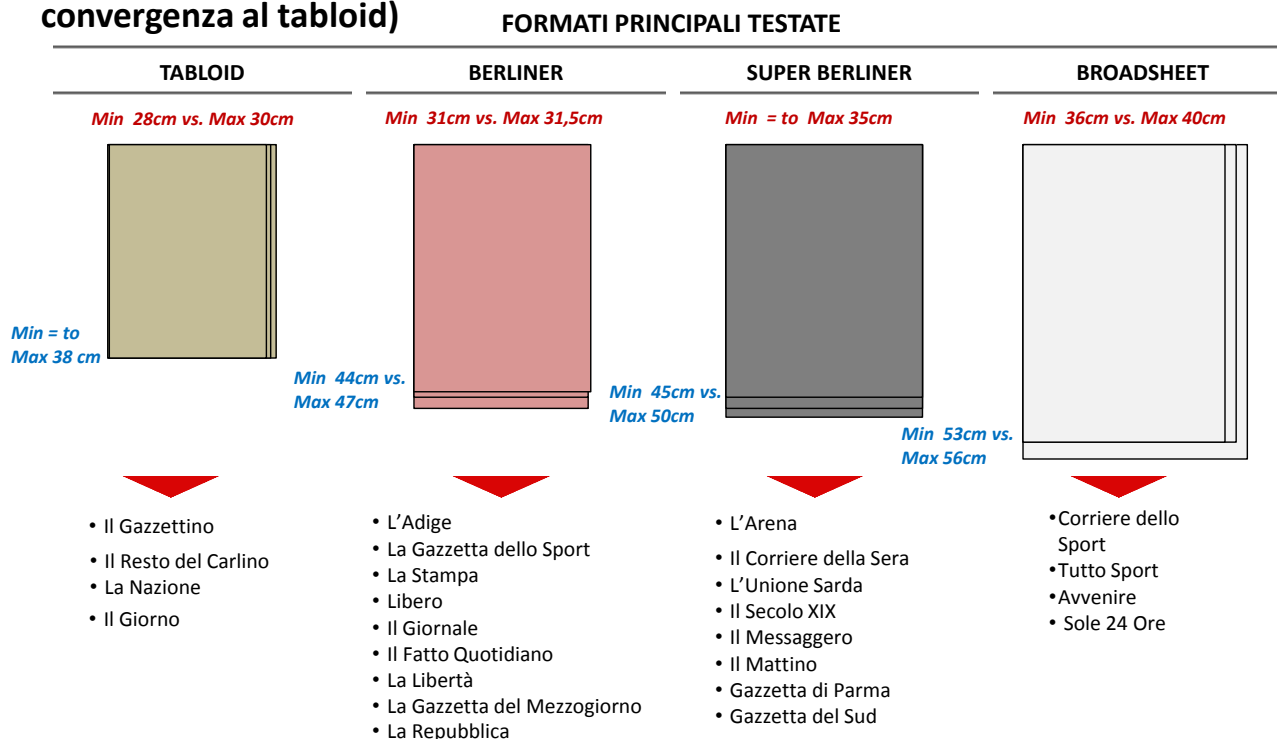 convergenza al tabloid)
FORMATI PRINCIPALI TESTATE
TABLOID
BERLINER
SUPER BERLINER
BROADSHEET
Min 28cm vs. Max 30cm
Min 31cm vs. Max 31,5cm
Min = to Max 35cm
Min 36cm vs. Max 40cm
Min = to
Max 38 cm
Min 44cm vs.
Max 47cm
Min 45cm vs.
Max 50cm
Min 53cm vs.
Max 56cm
• Il Gazzettino
• Il Resto del Carlino
• La Nazione
• Il Giorno
• L’Adige
• La Gazzetta dello Sport
• La Stampa
• Libero
• Il Giornale
• Il Fatto Quotidiano
• La Libertà
• La Gazzetta del Mezzogiorno
• La Repubblica
• L’Arena
• Il Corriere della Sera
• L’Unione Sarda
• Il Secolo XIX
• Il Messaggero
• Il Mattino
• Gazzetta di Parma
• Gazzetta del Sud
•Corriere dello
Sport
•Tutto Sport
•Avvenire
• Sole 24 Ore